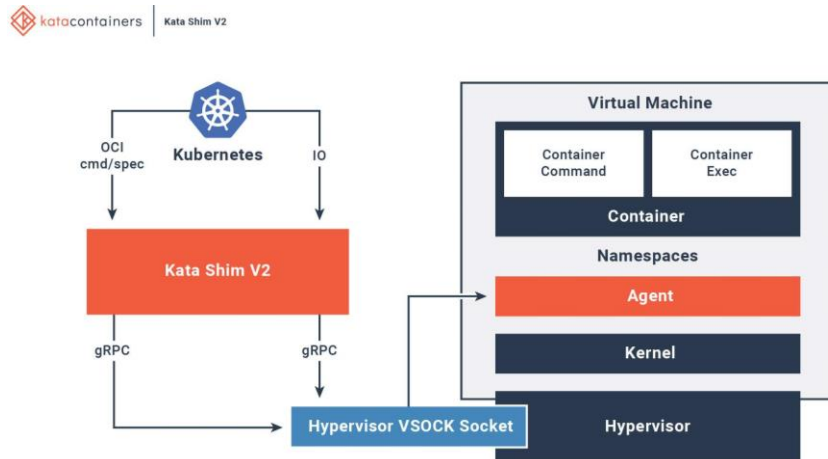 katacontainers
Kata Shim V2
Kubernetes
OCI
cmd/spec
IO
Kata Shim V2
gRPC
gRPC
Hypervisor VSOCK Socket
Virtual Machine
Container
Command
Container
Exec
Container
Namespaces
Agent
Kernel
Hypervisor